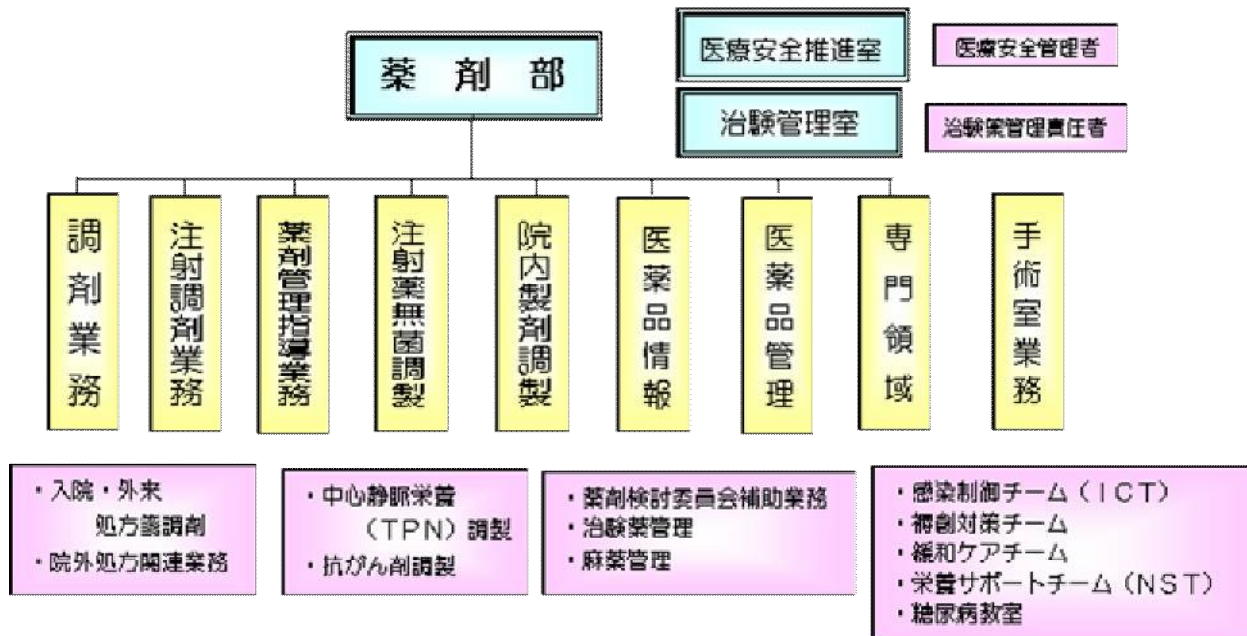 薬剤部
医療安全推進室
医療安全管理者
治験管理室
治験薬管理責任者
調剤業務
注射調剤業務
薬剤管理指導業務
注射薬無菌調製
院内製剤調製
医薬品情報
医薬品管理
専門領域
手術室業務
・入院・外来
処方箋調剤
・院外処方関連業務
・中心静脈栄養
（TPN）調製
・抗がん剤調製
・薬剤検討委員会補助業務
・治験薬管理
・麻薬管理
・感染制御チーム（ICT）
・褥創対策チーム
・緩和ケアチーム
・栄養サポートチーム（NST）
・糖尿病教室